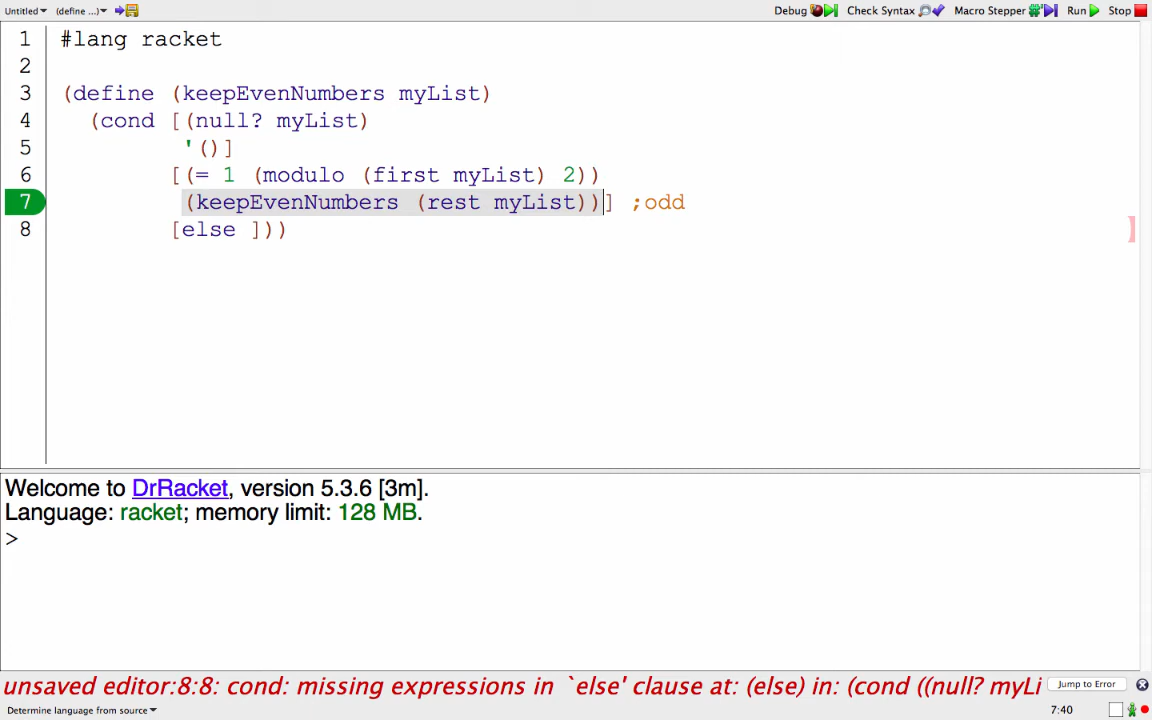 Untitled (define ...) Debug Check Syntax Macro Stepper Run Stop
1 #lang racket
2
3 (define (keepEvenNumbers myList)
4 (cond [(null? myList)
5 '()]
6 [(= 1 (modulo (first myList) 2))
7 (keepEvenNumbers (rest myList))] ;odd
8 [else ]))
Welcome to DrRacket, version 5.3.6 [3m].
Language: racket; memory limit: 128 MB.
>
unsaved editor:8:8: cond: missing expressions in `else' clause at: (else) in: (cond ((null? myLi Jump to Error
Determine language from source 7:40